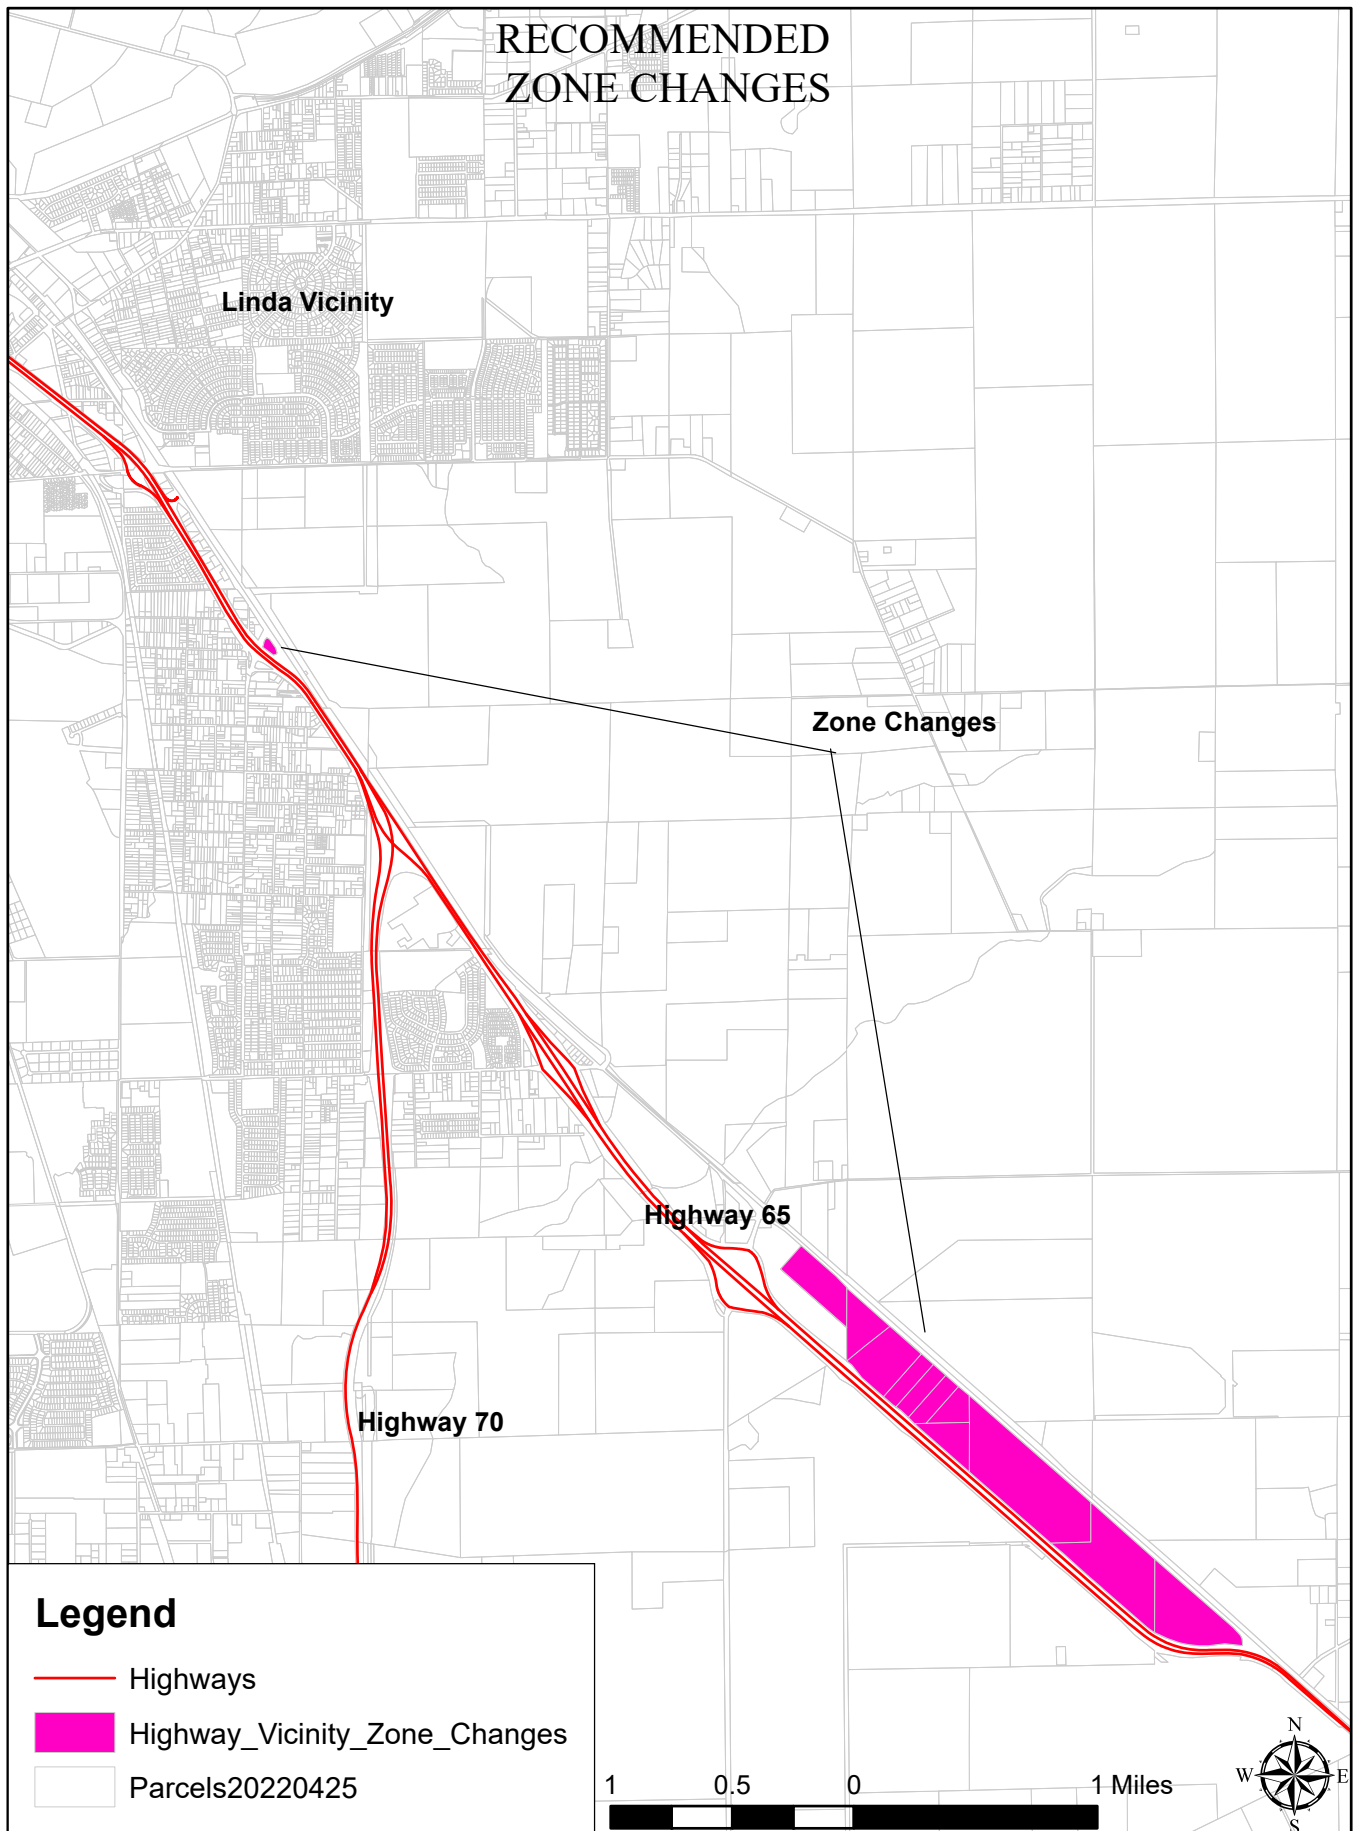 RECOMMENDED
ZONE CHANGES
Linda Vicinity
Zone Changes
Highway 65
Highway 70
Legend
Highways
Highway_Vicinity_Zone_Changes
Parcels20220425
1 0.5 0 1 Miles
N
W E
S